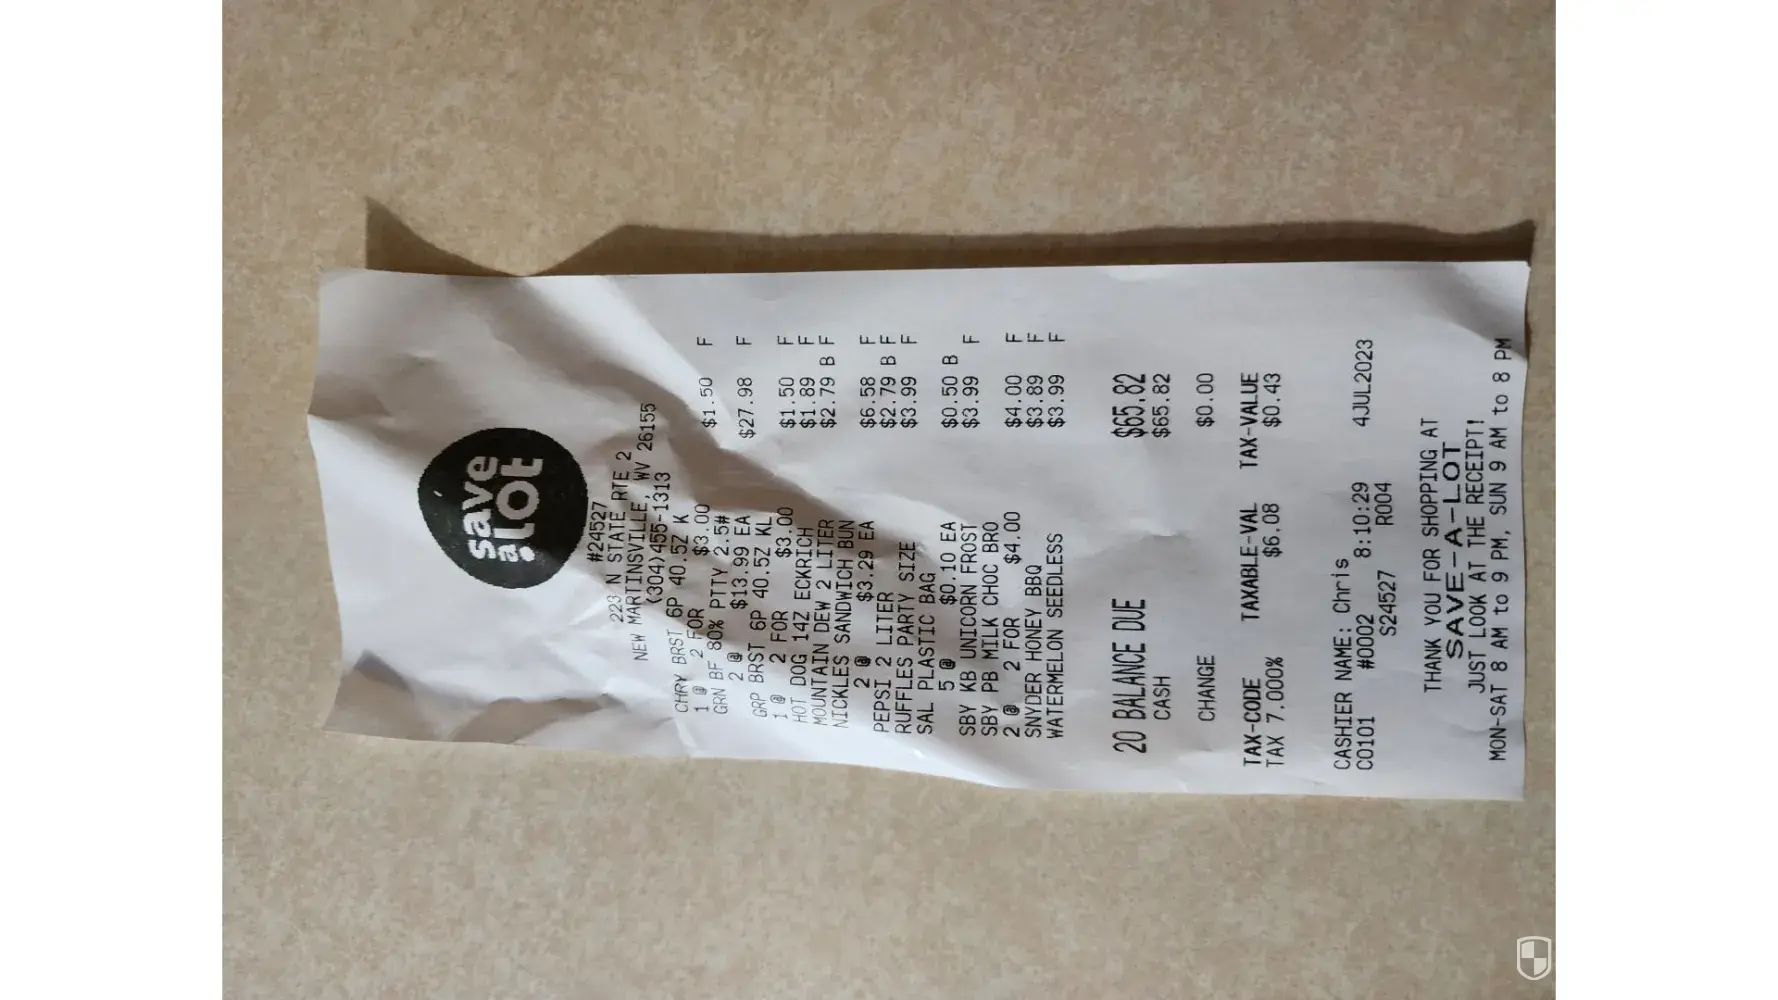 save
a lot
#24527
223 N STATE RTE 2
NEW MARTINSVILLE, WV 26155
(304)455-1313
CHRY BRST 6P 40.5Z K
1 @ 2 FOR $3.00 $1.50 F
GRN BF 80% PTTY 2.5#
2 @ $13.99 EA $27.98 F
GRP BRST 6P 40.5Z KL
1 @ 2 FOR $3.00 $1.50 F
HOT DOG 14Z ECKRICH $1.89 F
MOUNTAIN DEW 2 LITER $2.79 B F
NICKLES SANDWICH BUN
2 @ $3.29 EA $6.58 F
PEPSI 2 LITER $2.79 B F
RUFFLES PARTY SIZE $3.99 F
SAL PLASTIC BAG
5 @ $0.10 EA $0.50 B
SBY KB UNICORN FROST $3.99 F
SBY PB MILK CHOC BRO
2 @ 2 FOR $4.00 $4.00 F
SNYDER HONEY BBQ $3.89 F
WATERMELON SEEDLESS $3.99 F
20 BALANCE DUE $65.82
CASH $65.82
CHANGE $0.00
TAX-CODE TAXABLE-VAL TAX-VALUE
TAX 7.000% $6.08 $0.43
CASHIER NAME: Chris
C0101 #0002 8:10:29 4JUL2023
S24527 R004
THANK YOU FOR SHOPPING AT
SAVE-A-LOT
JUST LOOK AT THE RECEIPT!
MON-SAT 8 AM to 9 PM, SUN 9 AM to 8 PM